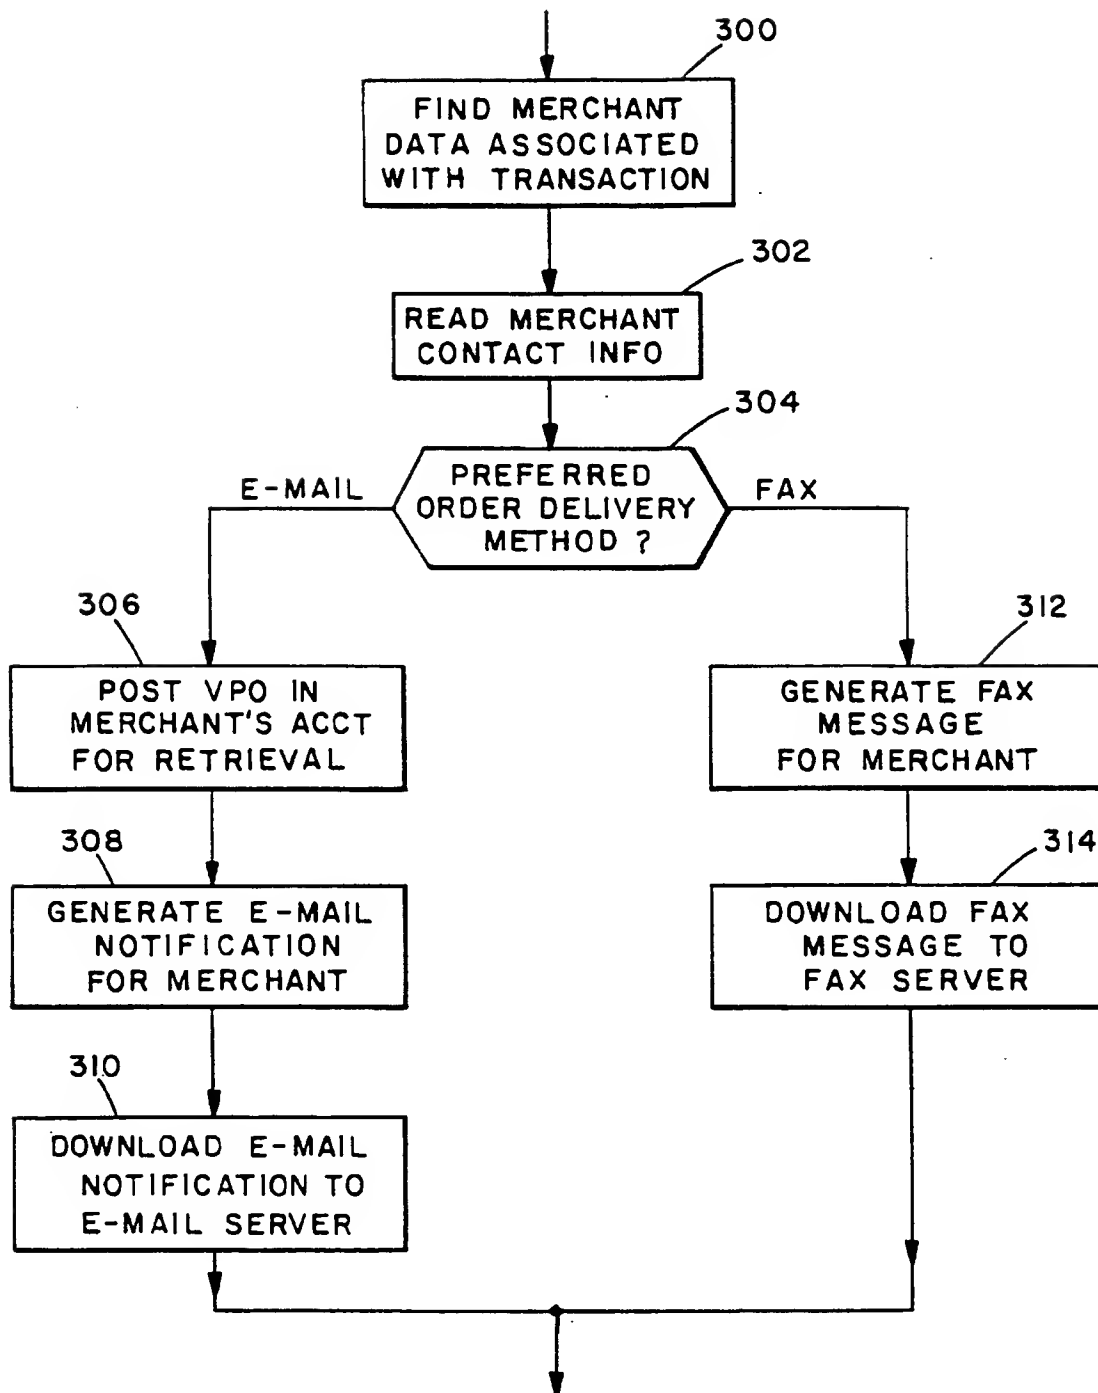 300
FIND MERCHANT
DATA ASSOCIATED
WITH TRANSACTION
302
READ MERCHANT
CONTACT INFO
304
PREFERRED
ORDER DELIVERY
METHOD ?
E-MAIL
FAX
306
POST VPO IN
MERCHANT'S ACCT
FOR RETRIEVAL
312
GENERATE FAX
MESSAGE
FOR MERCHANT
308
GENERATE E-MAIL
NOTIFICATION
FOR MERCHANT
314
DOWNLOAD FAX
MESSAGE TO
FAX SERVER
310
DOWNLOAD E-MAIL
NOTIFICATION TO
E-MAIL SERVER